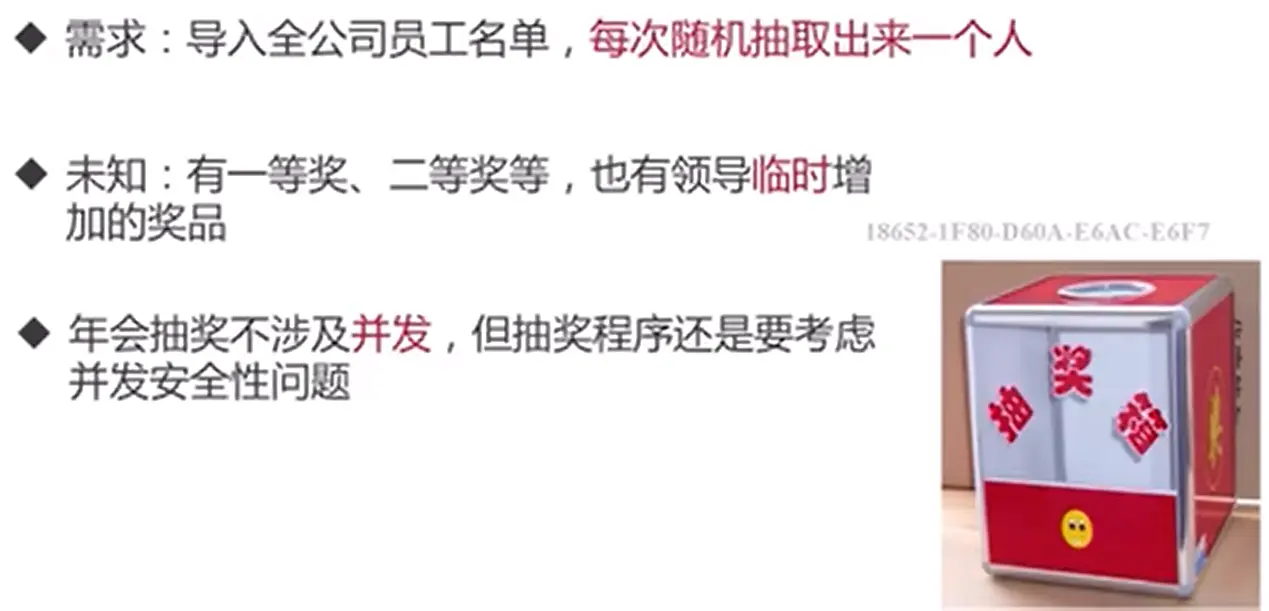 ◆ 需求：导入全公司员工名单，每次随机抽取出来一个人
◆ 未知：有一等奖、二等奖等，也有领导临时增
加的奖品
18652-1F80-D60A-E6AC-E6F7
◆ 年会抽奖不涉及并发，但抽奖程序还是要考虑
并发安全性问题
抽奖箱